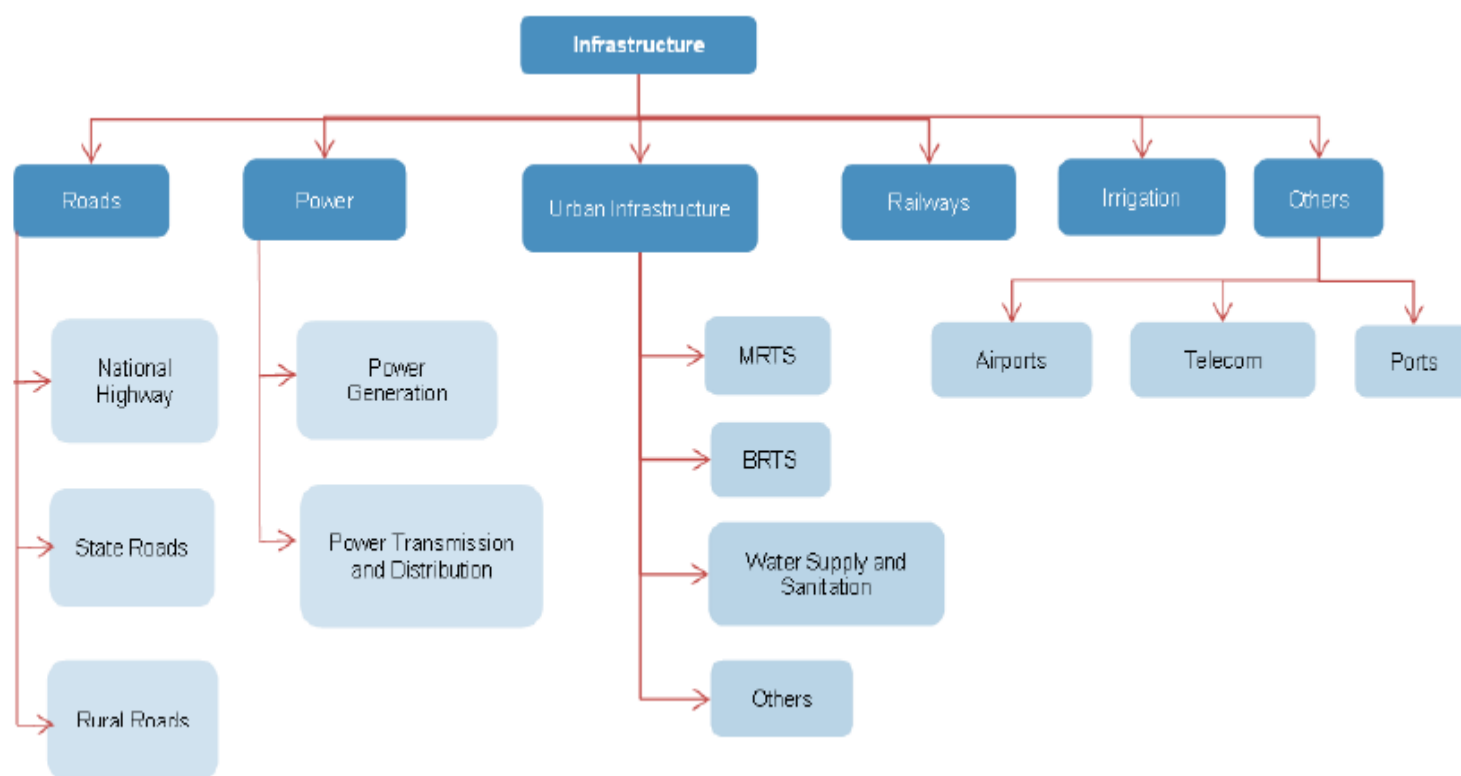 Infrastructure
Roads
Power
Urban Infrastructure
Railways
Irrigation
Others
National
Highway
State Roads
Rural Roads
Power
Generation
Power Transmission
and Distribution
MRTS
BRTS
Water Supply and
Sanitation
Others
Airports
Telecom
Ports